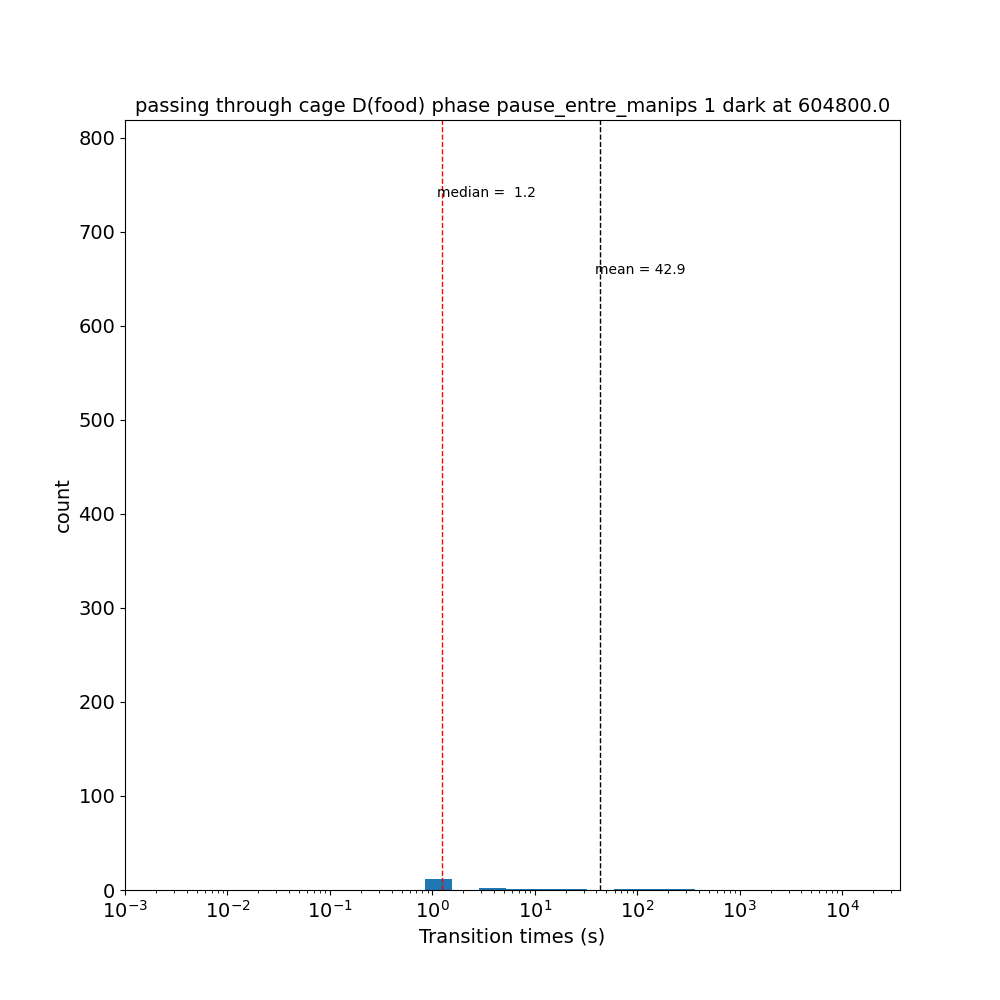 passing through cage D(food) phase pause_entre_manips 1 dark at 604800.0
800
median =  1.2
700
mean = 42.9
600
500
count
400
300
200
100
0
10⁻³ 10⁻² 10⁻¹ 10⁰ 10¹ 10² 10³ 10⁴
Transition times (s)